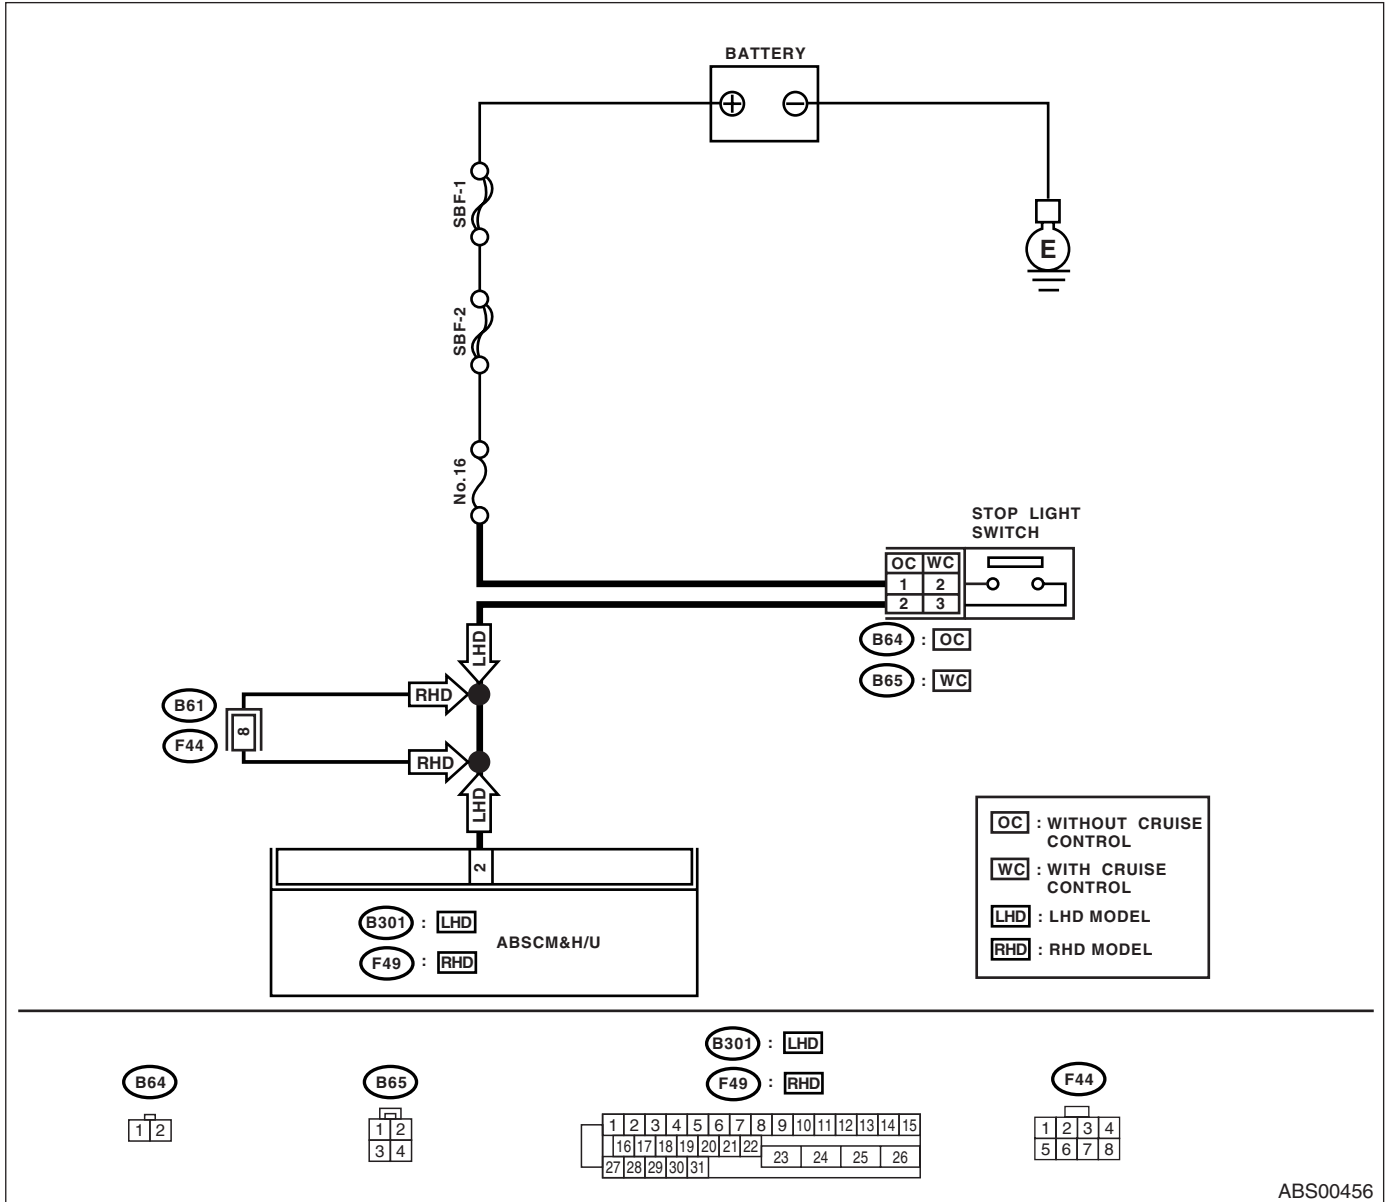 BATTERY
SBF-1
E
SBF-2
No.16
STOP LIGHT
SWITCH
OC WC
1 2
2 3
B64 : OC
LHD
B65 : WC
RHD
B61
8
F44
RHD
LHD
OC : WITHOUT CRUISE
CONTROL
2
WC : WITH CRUISE
CONTROL
B301 : LHD
LHD : LHD MODEL
ABSCM&H/U
F49 : RHD
RHD : RHD MODEL
B301 : LHD
B64
B65
F49 : RHD
F44
1 2
1 2
3 4
1 2 3 4 5 6 7 8 9 10 11 12 13 14 15
16 17 18 19 20 21 22
23 24 25 26
27 28 29 30 31
1 2 3 4
5 6 7 8
ABS00456